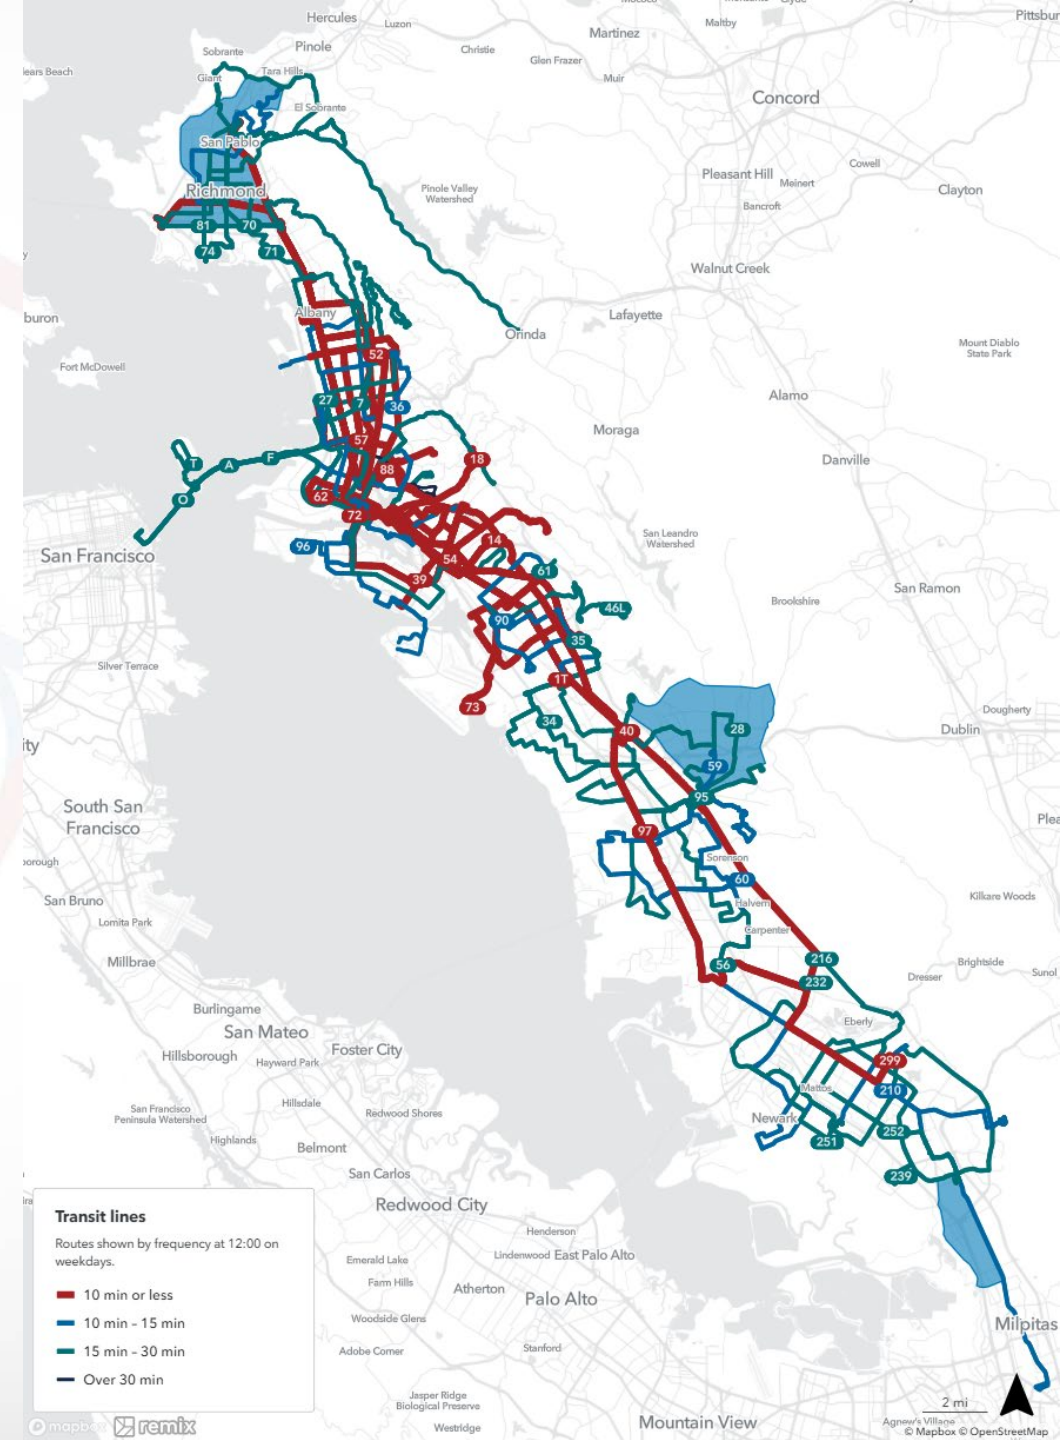 Mococo
Clyde
Hercules
Luzon
Maltby
Pittsbur
Martinez
Pinole
Sobrante
Christie
Glen Frazer
Tara Hills
Giant
Muir
ears Beach
Concord
El Sobrante
San Pablo
Cowell
Pleasant Hill
Meinert
Clayton
Richmond
Pinole Valley
Watershed
Bancroft
81
70
74
71
Walnut Creek
Albany
buron
Lafayette
Orinda
Mount Diablo
State Park
52
Fort McDowell
Alamo
27
7
36
Moraga
57
Danville
18
T
A
F
88
O
62
72
San Leandro
Watershed
14
96
San Francisco
54
61
39
San Ramon
Brookshire
46L
90
35
Silver Terrace
1T
73
Dougherty
34
28
40
Dublin
ity
59
95
South San
Francisco
Plea
97
orough
Sorenson
60
Kilkare Woods
San Bruno
Halvern
Lomita Park
Carpenter
216
Millbrae
56
Brightside
Sunol
Dresser
232
Burlingame
Eberly
San Mateo
Foster City
Hillsborough
Hayward Park
299
Mattos
210
San Francisco
Peninsula Watershed
Hillsdale
Redwood Shores
Newark
252
Highlands
251
Belmont
San Carlos
239
Redwood City
Transit lines
Routes shown by frequency at 12:00 on
weekdays.
10 min or less
10 min - 15 min
15 min - 30 min
Over 30 min
Henderson
Lindenwood
East Palo Alto
Emerald Lake
Farm Hills
Atherton
Palo Alto
Woodside Glens
Milpitas
Stanford
Adobe Corner
Jasper Ridge
Biological Preserve
2 mi
Mountain View
Agnew's Village
Westridge
mapbox
remix
© Mapbox © OpenStreetMap